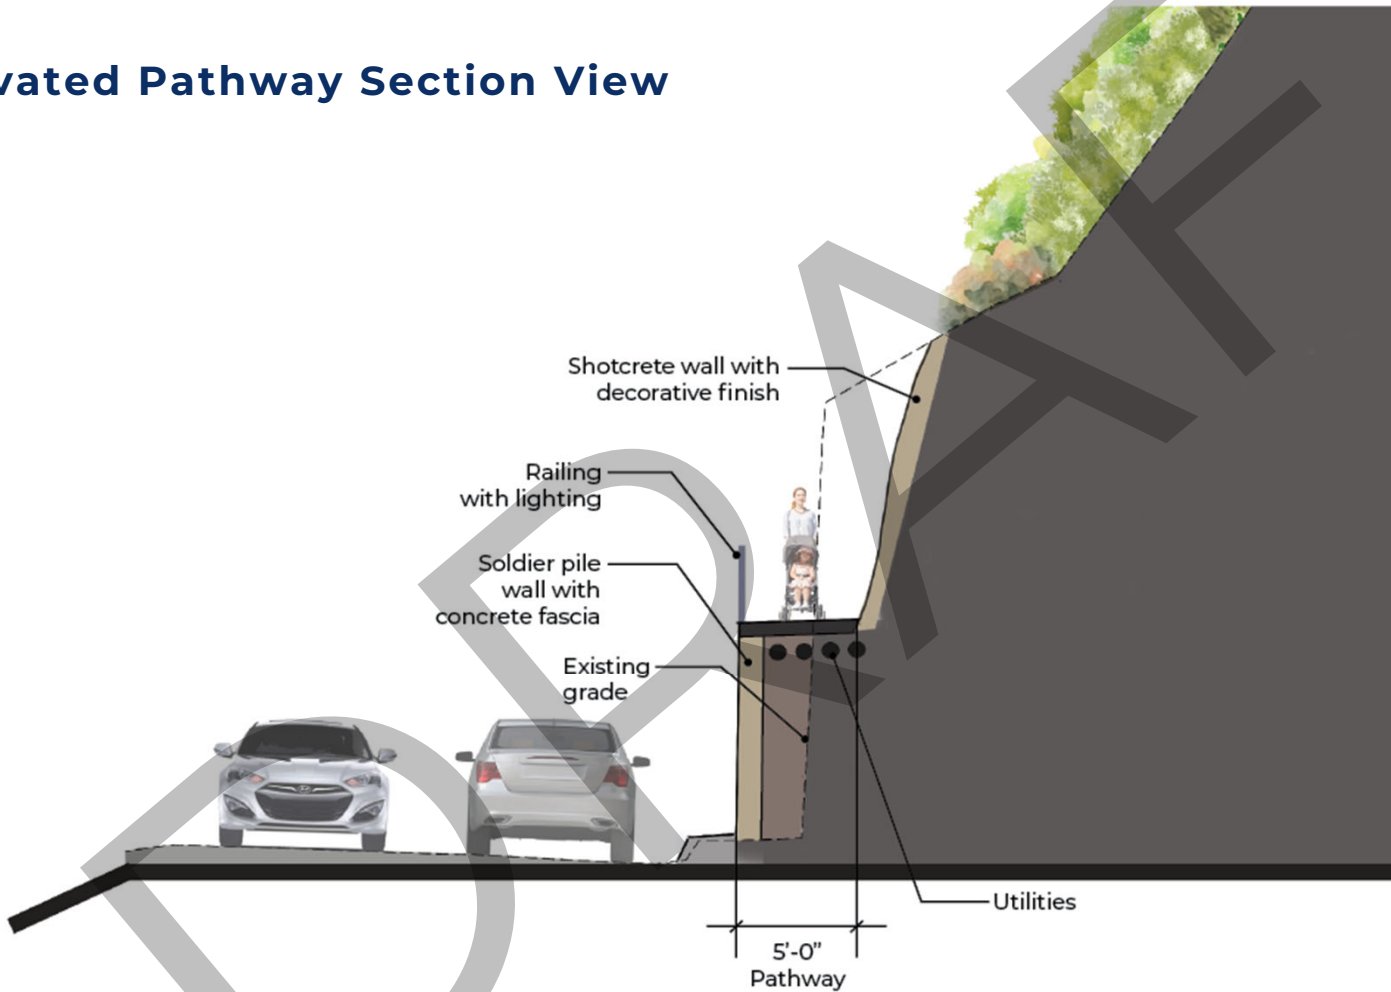 vated Pathway Section View
Shotcrete wall with
decorative finish
Railing
with lighting
Soldier pile
wall with
concrete fascia
Existing
grade
Utilities
5'-0”
Pathway
DRAFT